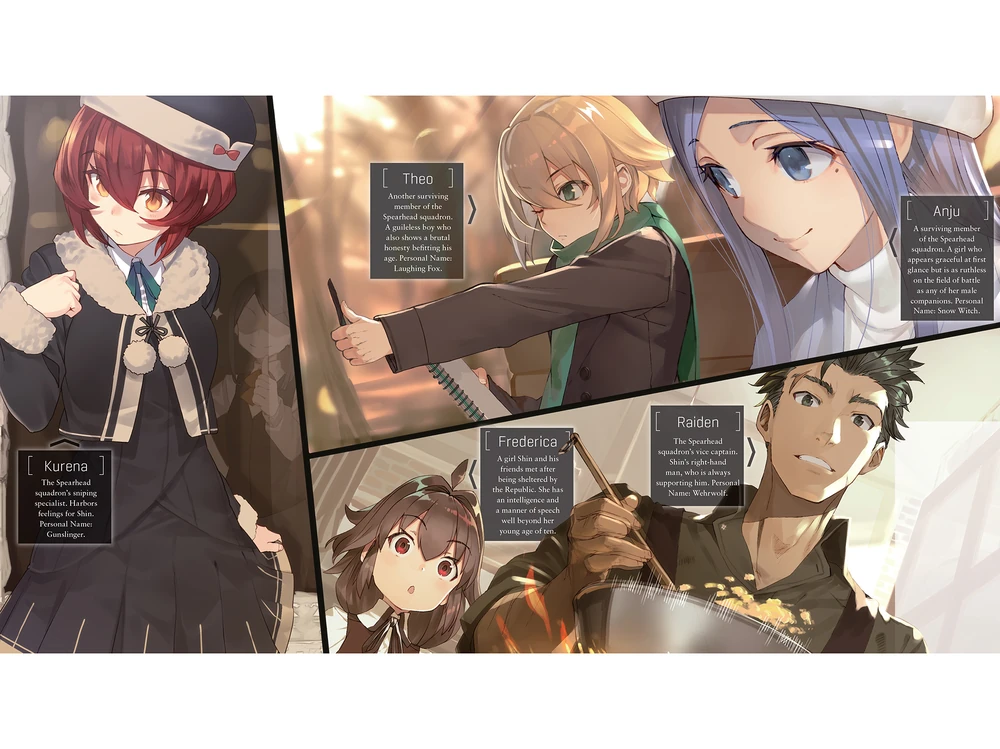 Kurena
The Spearhead
squadron's sniping
specialist. Harbors
feelings for Shin.
Personal Name:
Gunslinger.
Theo
Another surviving
member of the
Spearhead squadron.
A guileless boy who
also shows a brutal
honesty befitting his
age. Personal Name:
Laughing Fox.
Anju
A surviving member
of the Spearhead
squadron. A girl who
appears graceful at first
glance but is as ruthless
on the field of battle
as any of her male
companions. Personal
Name: Snow Witch.
Frederica
A girl Shin and his
friends met after
being sheltered by
the Republic. She has
an intelligence and
a manner of speech
well beyond her
young age of ten.
Raiden
The Spearhead
squadron's vice captain.
Shin's right-hand
man, who is always
supporting him. Personal
Name: Wehrwolf.